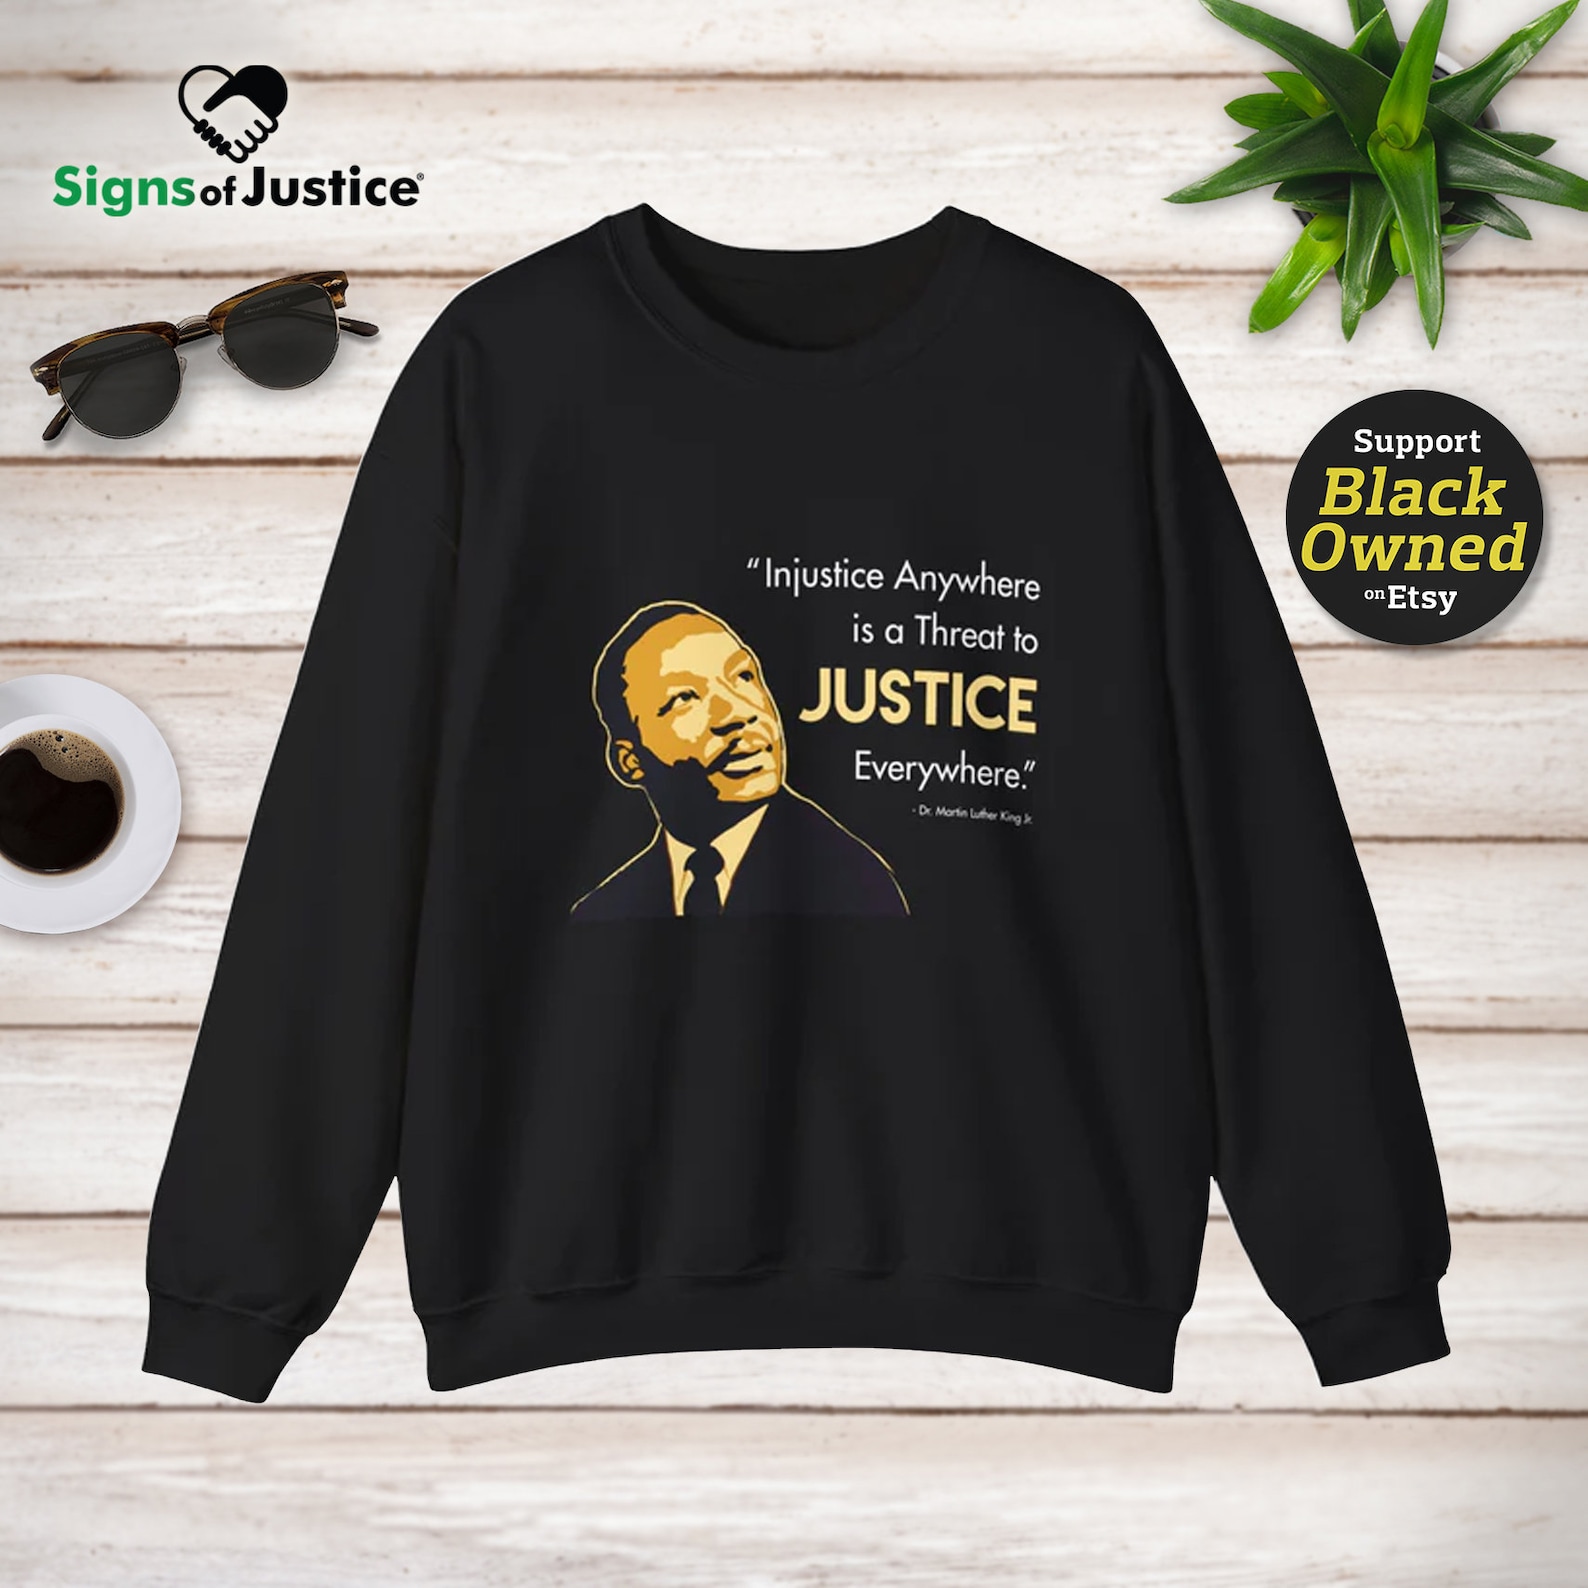 Signs of Justice®
Support
Black
Owned
on Etsy
“Injustice Anywhere
is a Threat to
JUSTICE
Everywhere.”
- Dr. Martin Luther King Jr.